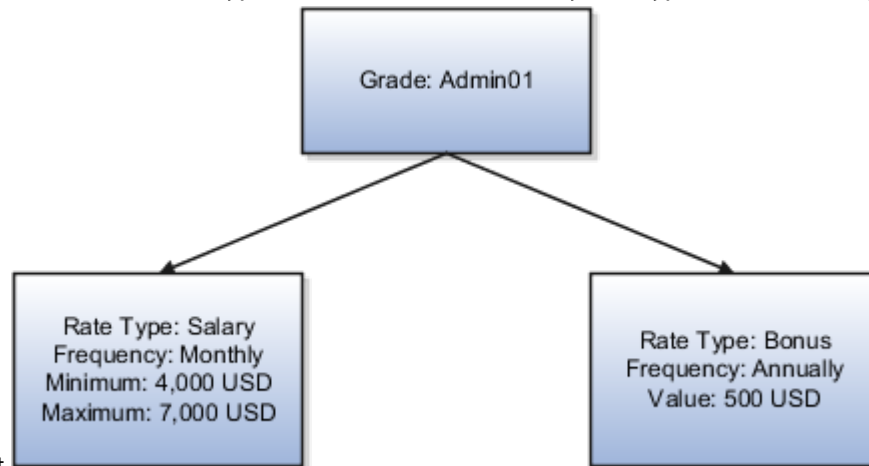 Grade: Admin01
Rate Type: Salary
Frequency: Monthly
Minimum: 4,000 USD
Maximum: 7,000 USD
Rate Type: Bonus
Frequency: Annually
Value: 500 USD